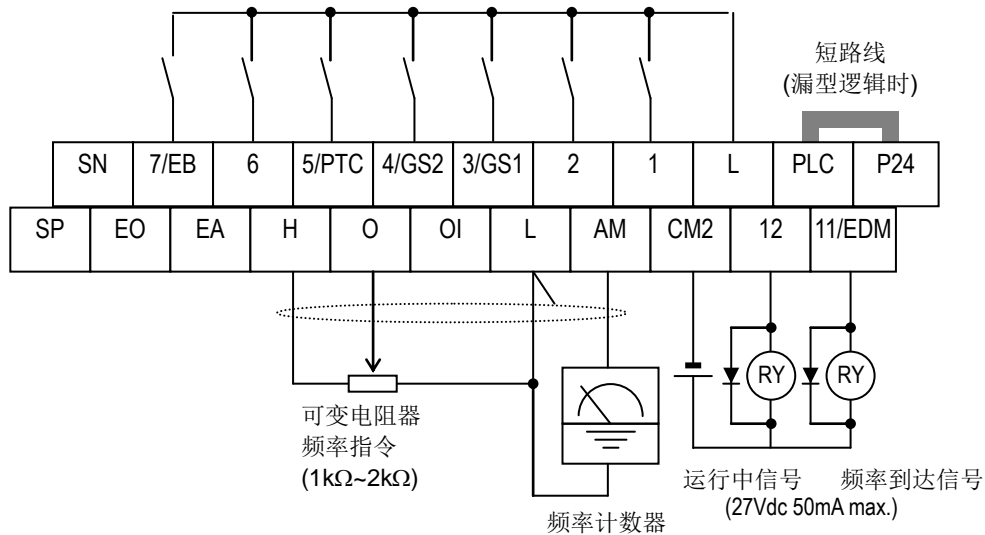 短路线
(漏型逻辑时)
SN 7/EB 6 5/PTC 4/GS2 3/GS1 2 1 L PLC P24
SP EO EA H O OI L AM CM2 12 11/EDM
RY RY
可变电阻器
频率指令
(1kΩ~2kΩ)
运行中信号 频率到达信号
(27Vdc 50mA max.)
频率计数器